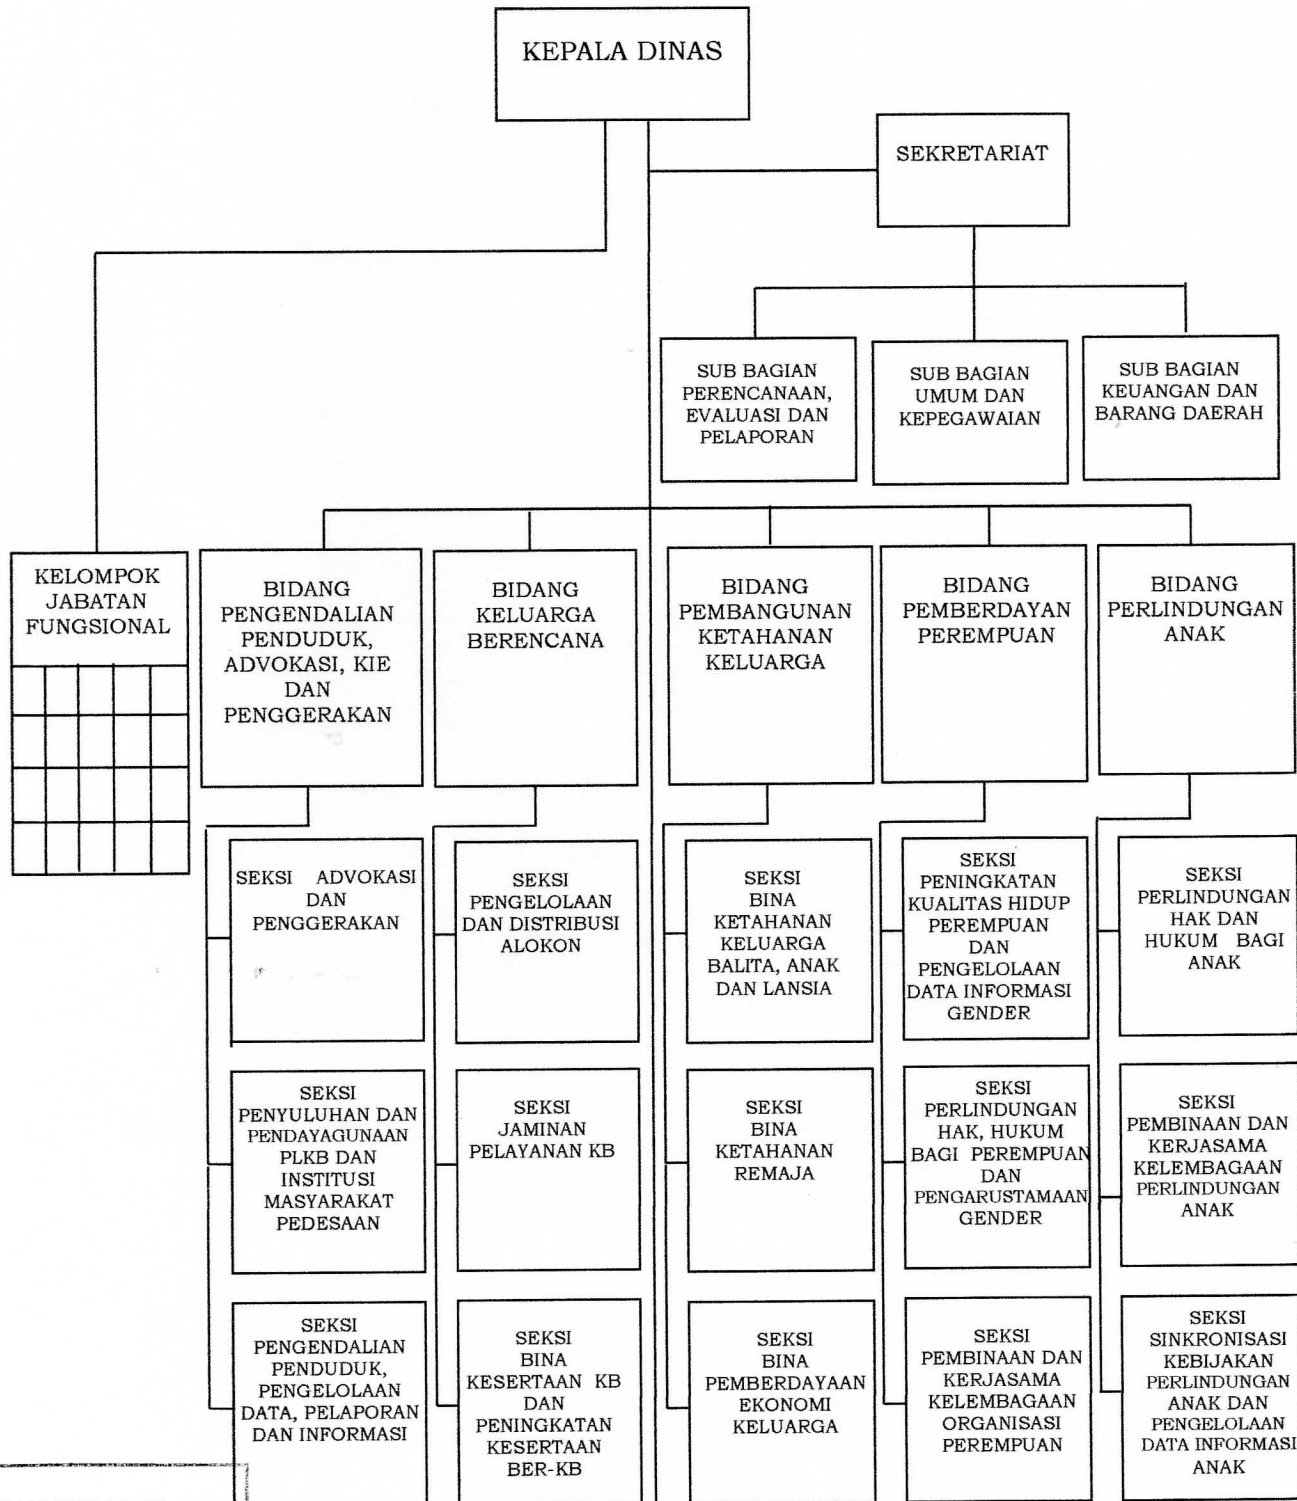 KEPALA DINAS
SEKRETARIAT
SUB BAGIAN
PERENCANAAN,
EVALUASI DAN
PELAPORAN
SUB BAGIAN
UMUM DAN
KEPEGAWAIAN
SUB BAGIAN
KEUANGAN DAN
BARANG DAERAH
KELOMPOK
JABATAN
FUNGSIONAL
BIDANG
PENGENDALIAN
PENDUDUK,
ADVOKASI, KIE
DAN
PENGGERAKAN
BIDANG
KELUARGA
BERENCANA
BIDANG
PEMBANGUNAN
KETAHANAN
KELUARGA
BIDANG
PEMBERDAYAN
PEREMPUAN
BIDANG
PERLINDUNGAN
ANAK
SEKSI ADVOKASI
DAN
PENGGERAKAN
SEKSI
PENGELOLAAN
DAN DISTRIBUSI
ALOKON
SEKSI
BINA
KETAHANAN
KELUARGA
BALITA, ANAK
DAN LANSIA
SEKSI
PENINGKATAN
KUALITAS HIDUP
PEREMPUAN
DAN
PENGELOLAAN
DATA INFORMASI
GENDER
SEKSI
PERLINDUNGAN
HAK DAN
HUKUM BAGI
ANAK
SEKSI
PENYULUHAN DAN
PENDAYAGUNAAN
PLKB DAN
INSTITUSI
MASYARAKAT
PEDESAAN
SEKSI
JAMINAN
PELAYANAN KB
SEKSI
BINA
KETAHANAN
REMAJA
SEKSI
PERLINDUNGAN
HAK, HUKUM
BAGI PEREMPUAN
DAN
PENGARUSTAMAAN
GENDER
SEKSI
PEMBINAAN DAN
KERJASAMA
KELEMBAGAAN
PERLINDUNGAN
ANAK
SEKSI
PENGENDALIAN
PENDUDUK,
PENGELOLAAN
DATA, PELAPORAN
DAN INFORMASI
SEKSI
BINA
KESERTAAN KB
DAN
PENINGKATAN
KESERTAAN
BER-KB
SEKSI
BINA
PEMBERDAYAAN
EKONOMI
KELUARGA
SEKSI
PEMBINAAN DAN
KERJASAMA
KELEMBAGAAN
ORGANISASI
PEREMPUAN
SEKSI
SINKRONISASI
KEBIJAKAN
PERLINDUNGAN
ANAK DAN
PENGELOLAAN
DATA INFORMASI
ANAK